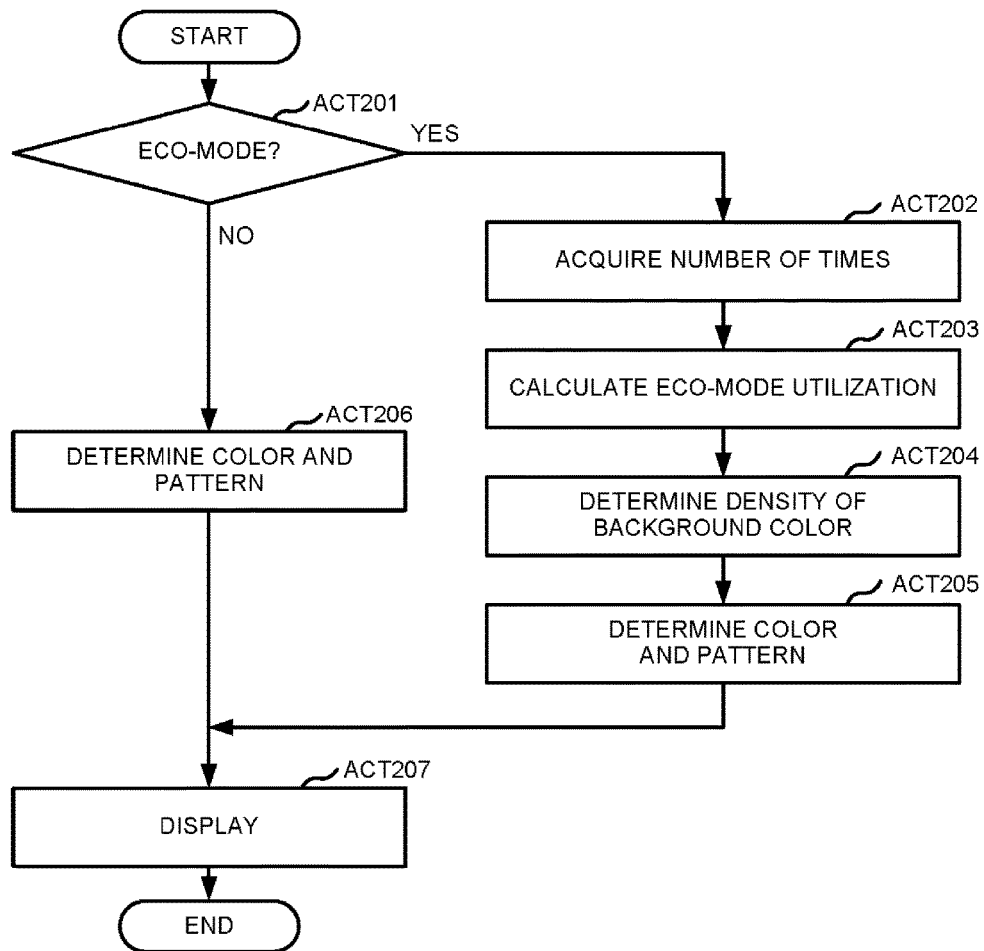 START
ACT201
ECO-MODE?
YES
NO
ACT202
ACQUIRE NUMBER OF TIMES
ACT203
CALCULATE ECO-MODE UTILIZATION
ACT206
DETERMINE COLOR AND
PATTERN
ACT204
DETERMINE DENSITY OF
BACKGROUND COLOR
ACT205
DETERMINE COLOR
AND PATTERN
ACT207
DISPLAY
END